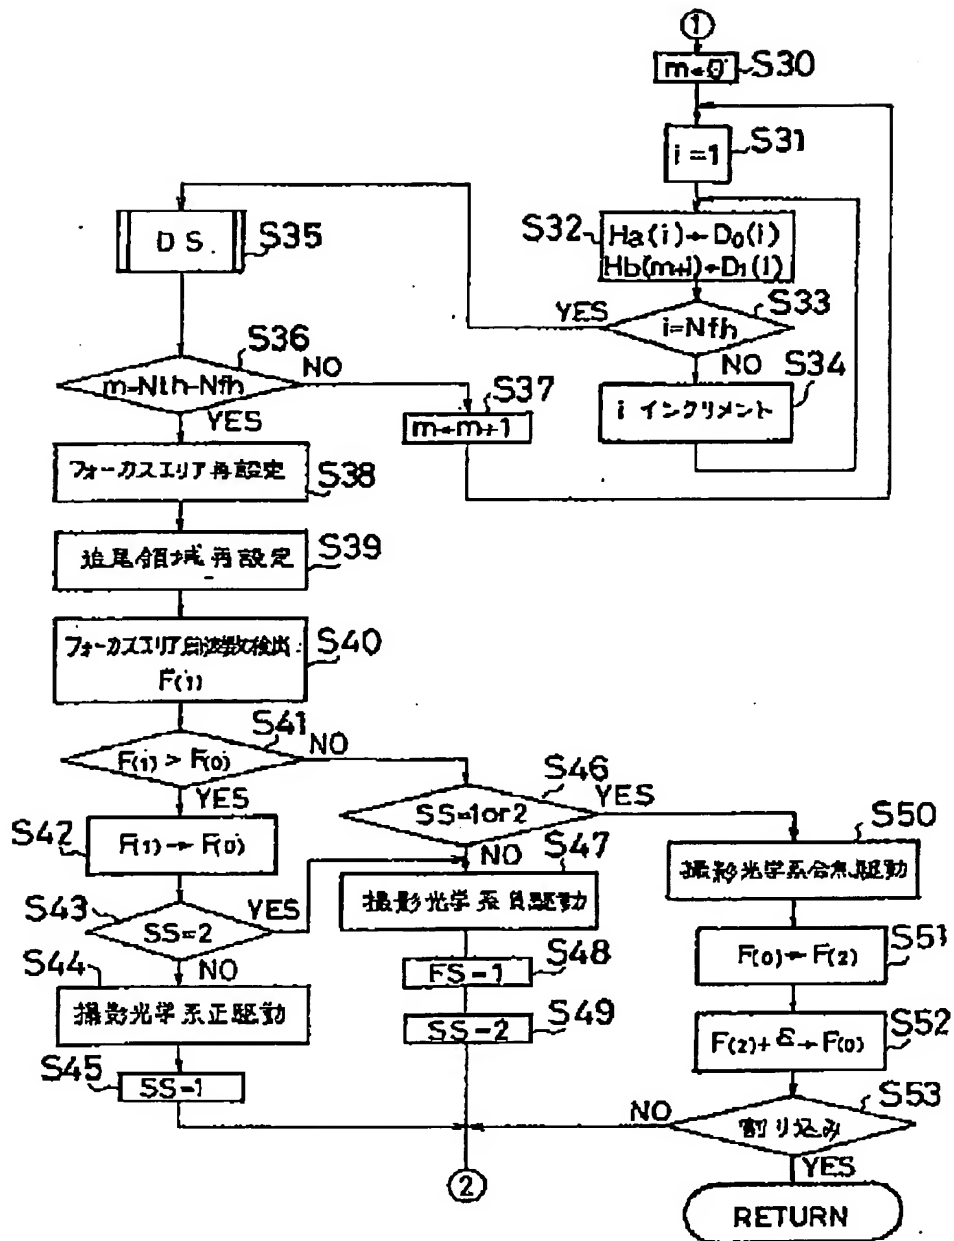 ①
m←0 S30
i=1 S31
S32 Ha(i)←D₀(i)
Hb(m+i)←D₁(i)
S33
YES i=Nfh
NO
S34
i インクリメント
DS S35
S36
NO
m=Nth-Nfh
YES
S37
m←m+1
フォーカスエリア再設定 S38
追尾領域再設定 S39
フォーカスエリア周波数検出 S40
F(1)
S41
F(1) > F(0) NO
YES
S42 F(1)→F(0)
S43 YES
SS=2
S44 NO
撮影光学系正駆動
S45 SS=1
S46
SS=1or2 YES
NO S47
撮影光学系負駆動
S48
FS=1
S49
SS=2
S50
撮影光学系合焦駆動
S51
F(0)←F(2)
S52
F(2)+ε→F(0)
S53
NO 割り込み
YES
②
RETURN